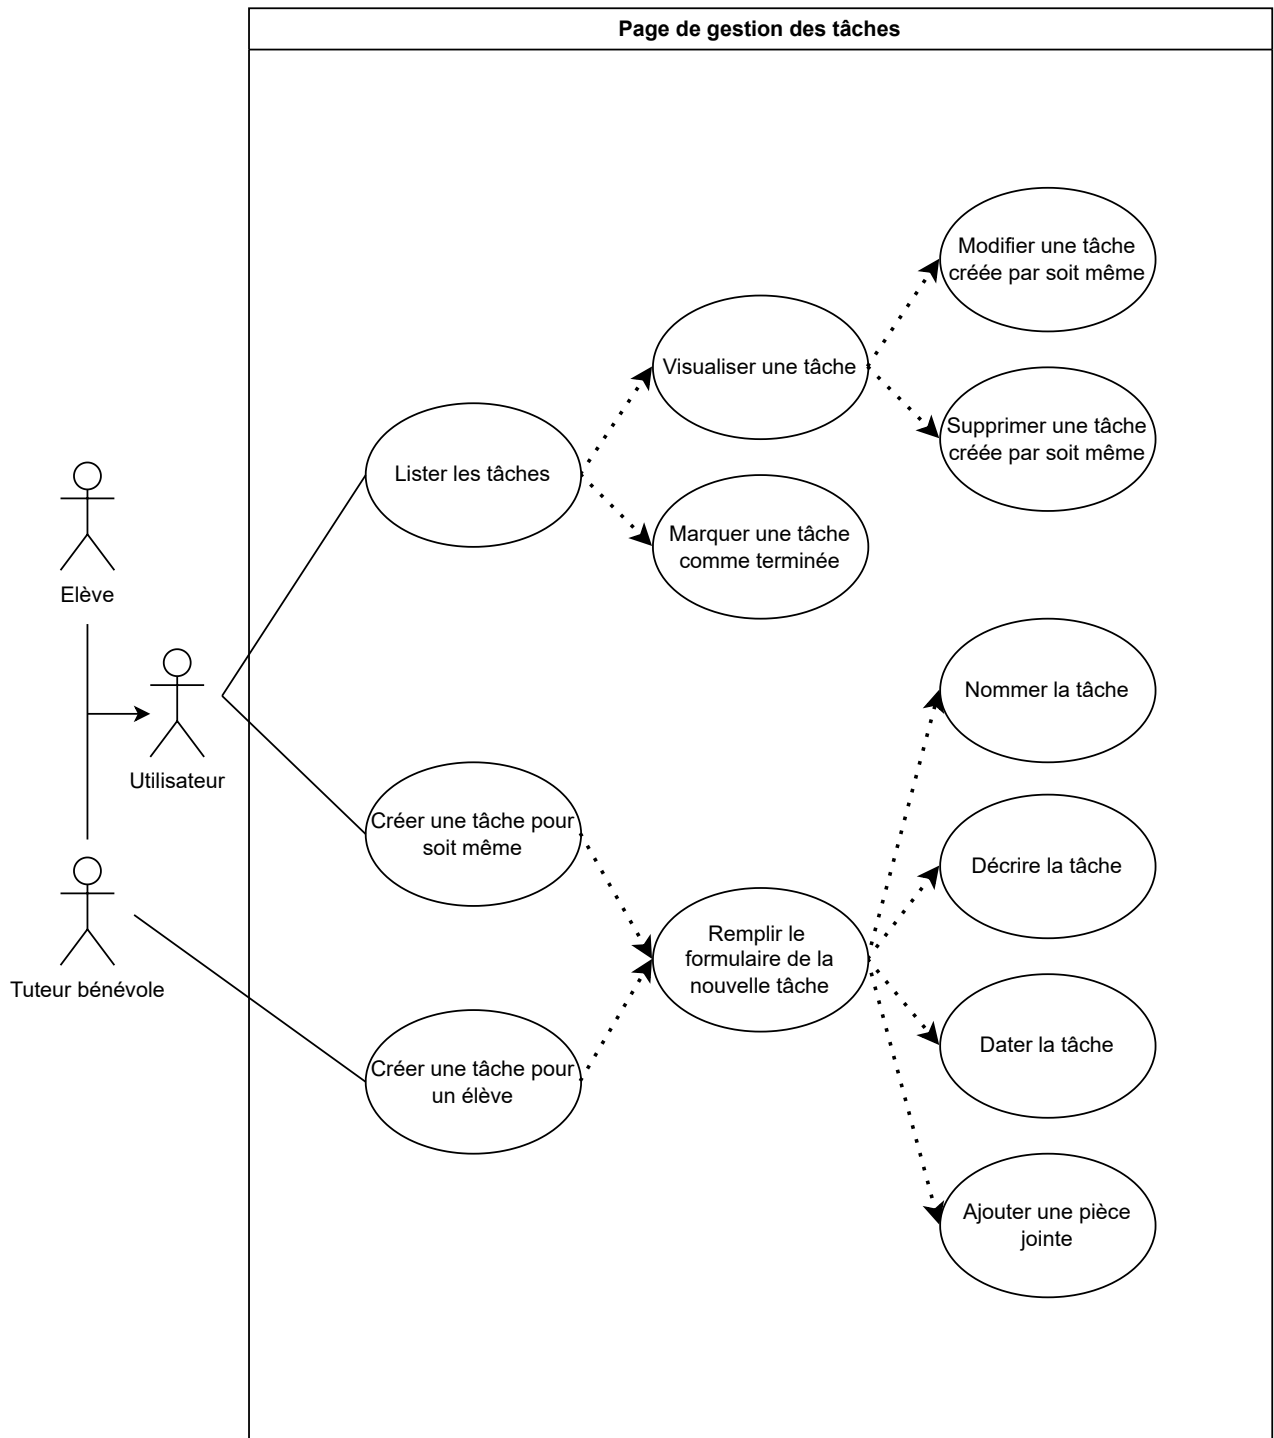 Page de gestion des tâches
Modifier une tâche
créée par soit même
Visualiser une tâche
Supprimer une tâche
créée par soit même
Lister les tâches
Marquer une tâche
comme terminée
Elève
Nommer la tâche
Utilisateur
Créer une tâche pour
soit même
Décrire la tâche
Remplir le
formulaire de la
nouvelle tâche
Tuteur bénévole
Dater la tâche
Créer une tâche pour
un élève
Ajouter une pièce
jointe